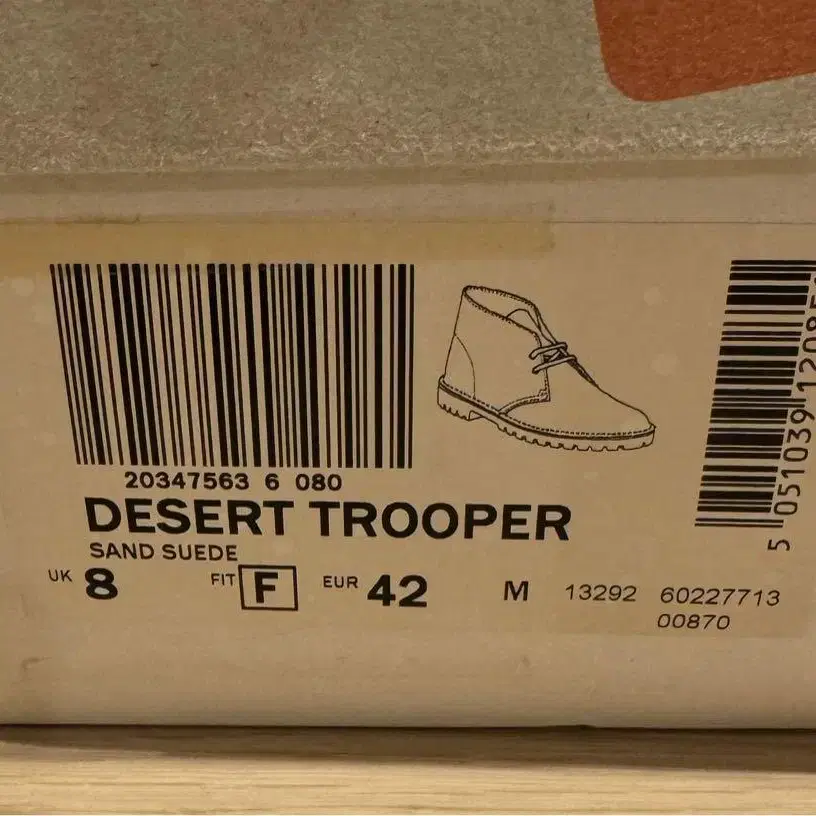 20347563 6 080
DESERT TROOPER
SAND SUEDE
UK 8 FIT F EUR 42 M 13292 60227713
00870